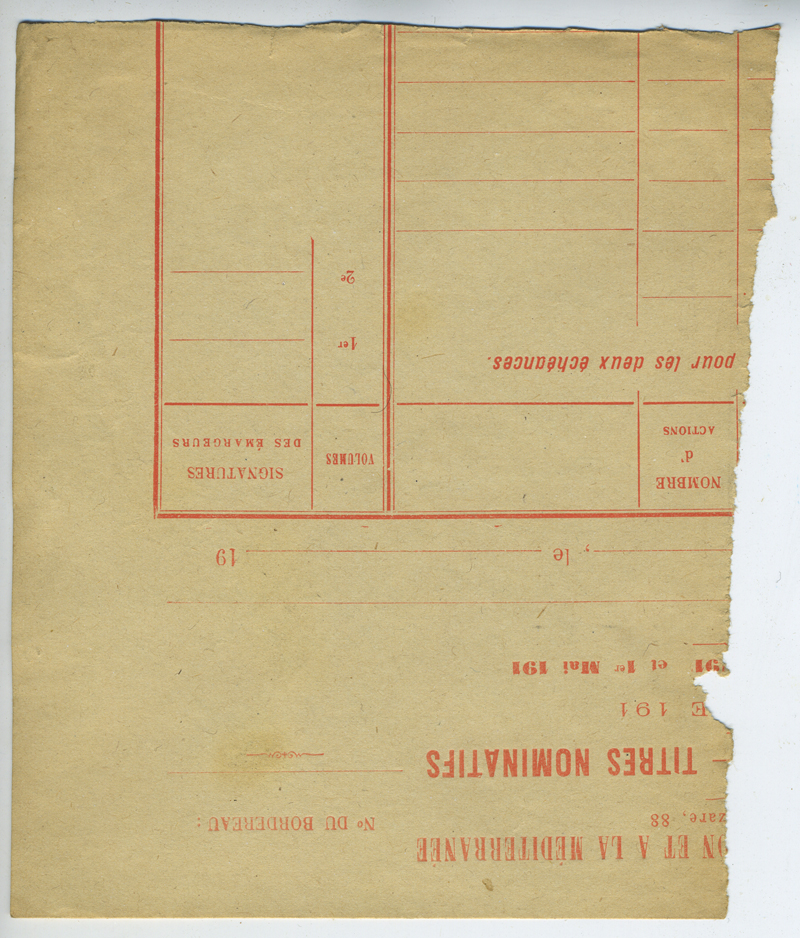 ON ET A LA MÉDITERRANÉE
zare, 88
N° DU BORDEREAU :
— TITRES NOMINATIFS
E 191
191 et 1er Mai 191
, le 19
NOMBRE
d'
ACTIONS
VOLUMES
SIGNATURES
DES ÉMARGEURS
pour les deux échéances.
1er
2e